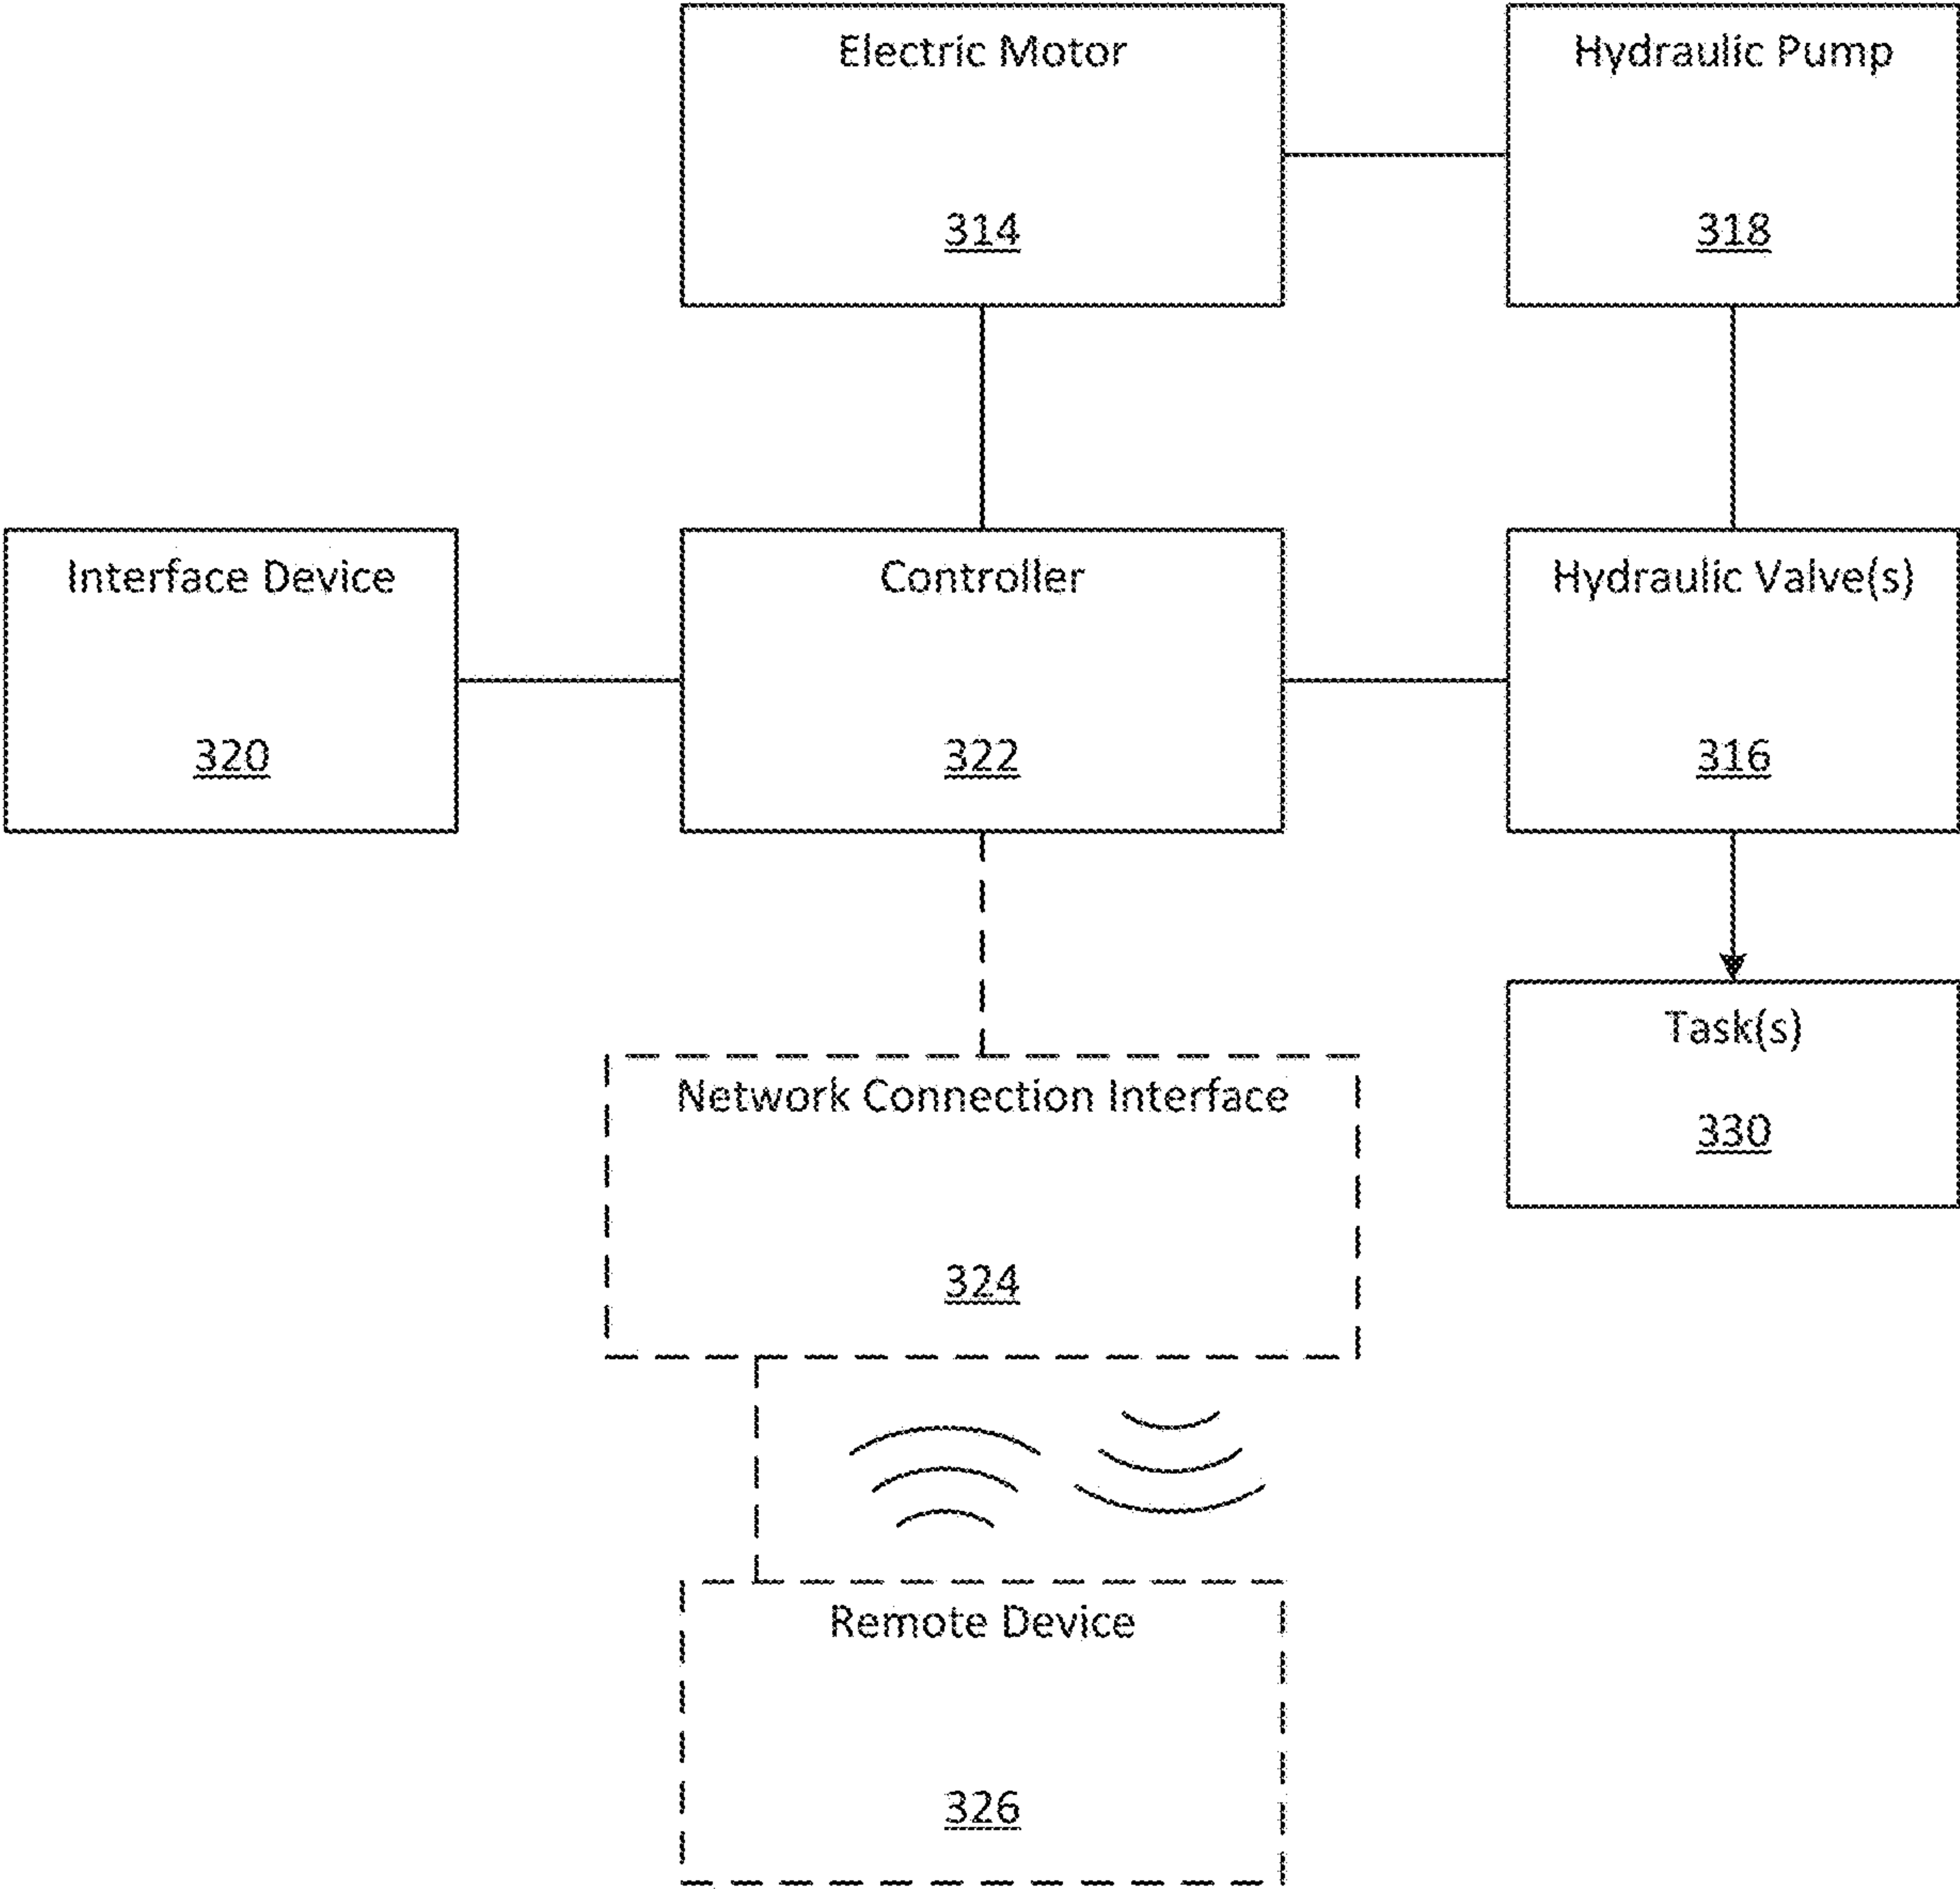 Electric Motor
314
Hydraulic Pump
318
Interface Device
320
Controller
322
Hydraulic Valve(s)
316
Task(s)
330
Network Connection Interface
324
Remote Device
326